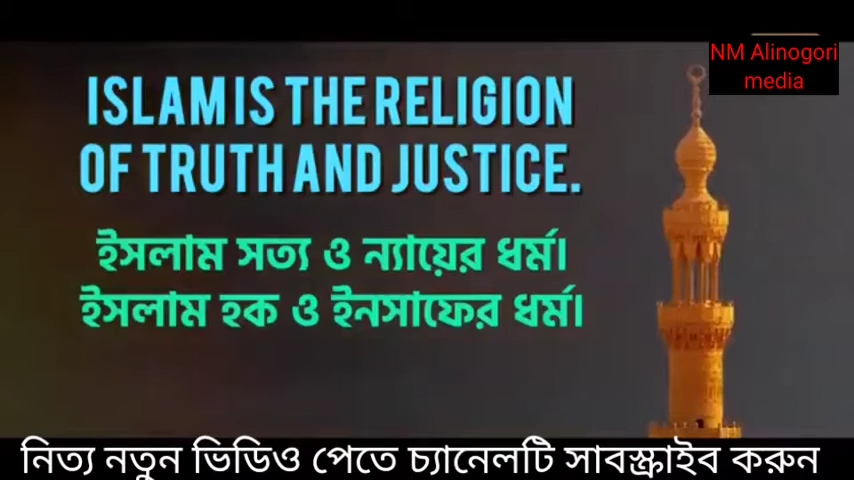 NM Alinogori
media
ISLAM IS THE RELIGION
OF TRUTH AND JUSTICE.
ইসলাম সত্য ও ন্যায়ের ধর্ম।
ইসলাম হক ও ইনসাফের ধর্ম।
নিত্য নতুন ভিডিও পেতে চ্যানেলটি সাবস্ক্রাইব করুন